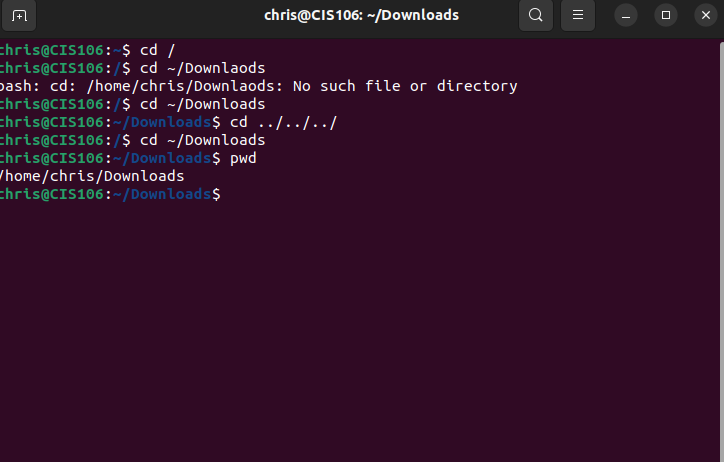 chris@CIS106: ~/Downloads
chris@CIS106:~$ cd /
chris@CIS106:/$ cd ~/Downlaods
bash: cd: /home/chris/Downlaods: No such file or directory
chris@CIS106:/$ cd ~/Downloads
chris@CIS106:~/Downloads$ cd ../../../
chris@CIS106:/$ cd ~/Downloads
chris@CIS106:~/Downloads$ pwd
/home/chris/Downloads
chris@CIS106:~/Downloads$